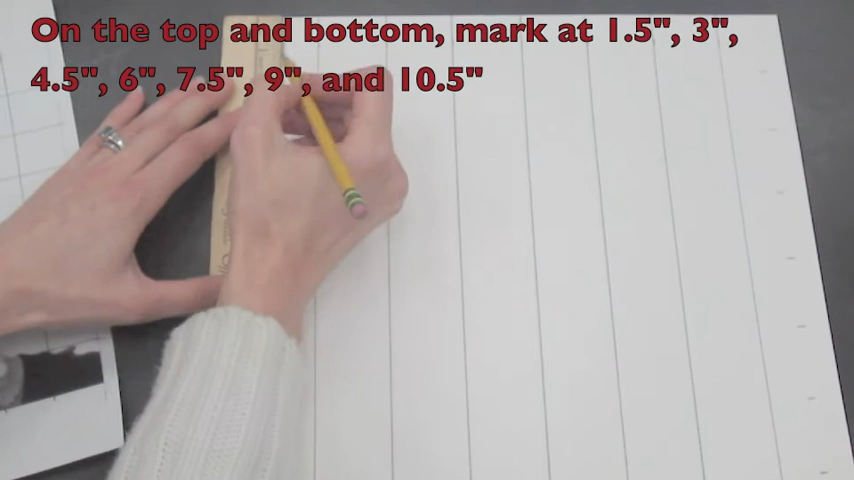 On the top and bottom, mark at 1.5", 3",
4.5", 6", 7.5", 9", and 10.5"